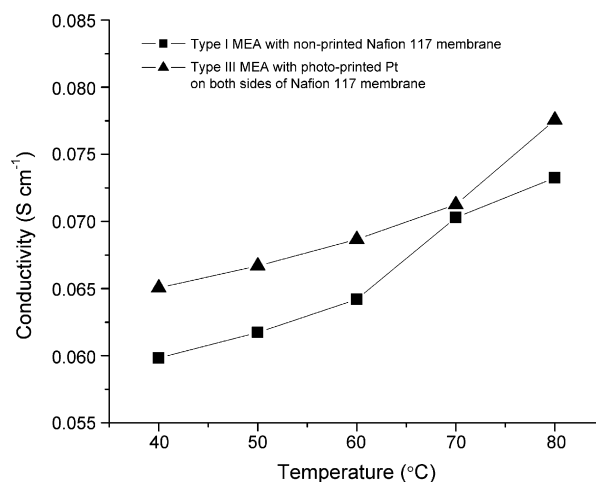 0.085
Type I MEA with non-printed Nafion 117 membrane
Type III MEA with photo-printed Pt
on both sides of Nafion 117 membrane
0.080
0.075
0.070
0.065
0.060
0.055
Conductivity (S cm⁻¹)
40 50 60 70 80
Temperature (°C)